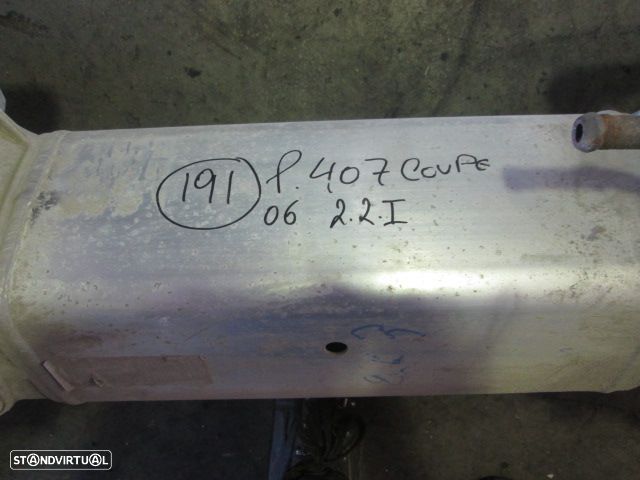 191 P.407 COUPE
06 2.2I
STANDVIRTUAL